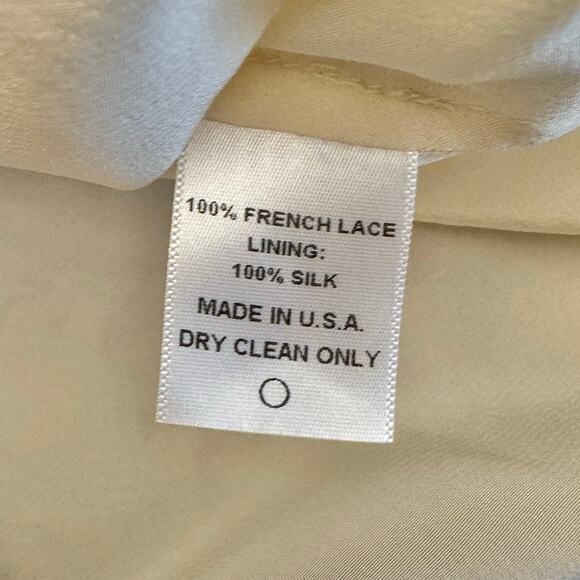 100% FRENCH LACE
LINING:
100% SILK
MADE IN U.S.A.
DRY CLEAN ONLY